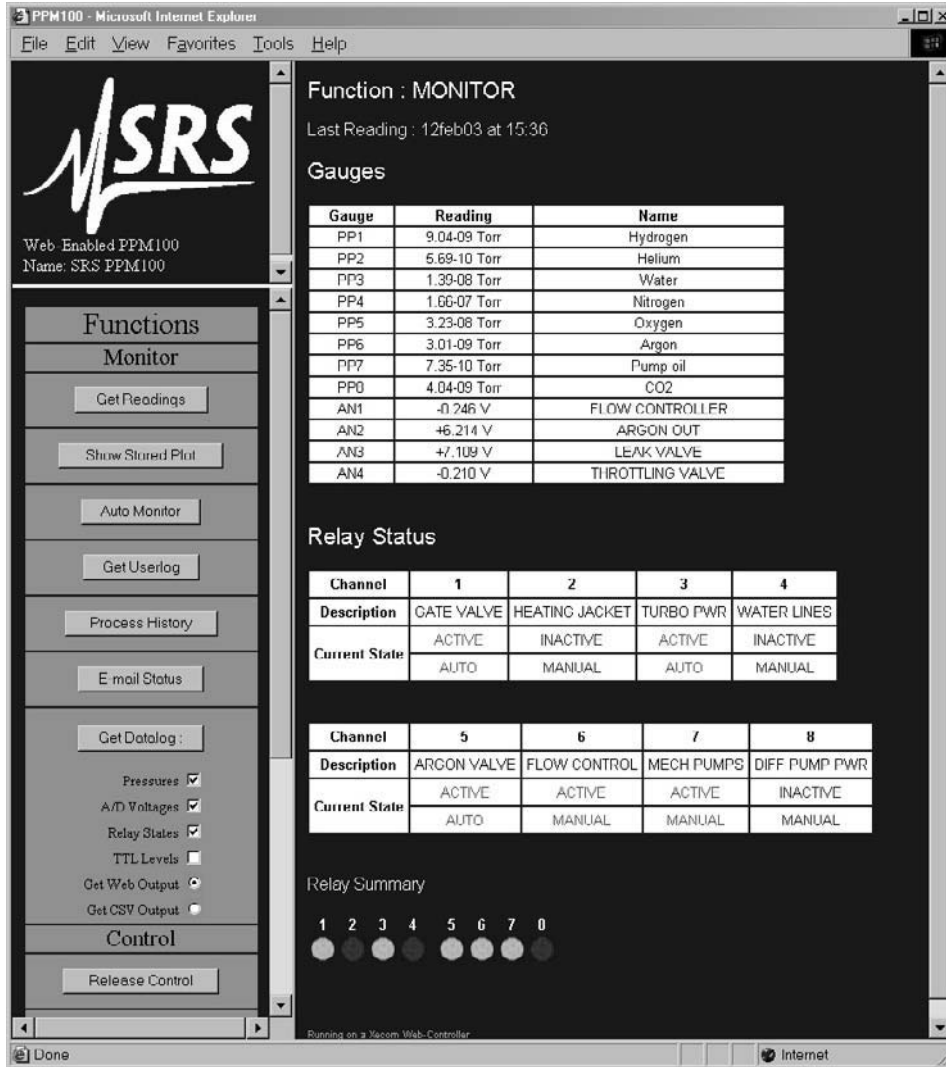 PPM100 - Microsoft Internet Explorer
File Edit View Favorites Tools Help
SRS
Web-Enabled PPM100
Name: SRS PPM100
Functions
Monitor
Get Readings
Show Stored Plot
Auto Monitor
Get Userlog
Process History
E-mail Status
Get Datalog :
Pressures
A/D Voltages
Relay States
TTL Levels
Get Web Output
Get CSV Output
Control
Release Control
Function : MONITOR
Last Reading : 12feb03 at 15:36
Gauges
Gauge Reading Name
PP1 9.04-09 Torr Hydrogen
PP2 5.69-10 Torr Helium
PP3 1.39-08 Torr Water
PP4 1.66-07 Torr Nitrogen
PP5 3.23-08 Torr Oxygen
PP6 3.01-09 Torr Argon
PP7 7.35-10 Torr Pump oil
PP8 4.04-09 Torr CO2
AN1 -0.246 V FLOW CONTROLLER
AN2 +6.214 V ARGON OUT
AN3 +7.109 V LEAK VALVE
AN4 -0.210 V THROTTLING VALVE
Relay Status
Channel 1 2 3 4
Description GATE VALVE HEATING JACKET TURBO PWR WATER LINES
Current State ACTIVE INACTIVE ACTIVE INACTIVE
AUTO MANUAL AUTO MANUAL
Channel 5 6 7 8
Description ARGON VALVE FLOW CONTROL MECH PUMPS DIFF PUMP PWR
Current State ACTIVE ACTIVE ACTIVE INACTIVE
AUTO MANUAL MANUAL MANUAL
Relay Summary
1 2 3 4 5 6 7 8
Running on a Xecom Web-Controller
Done Internet